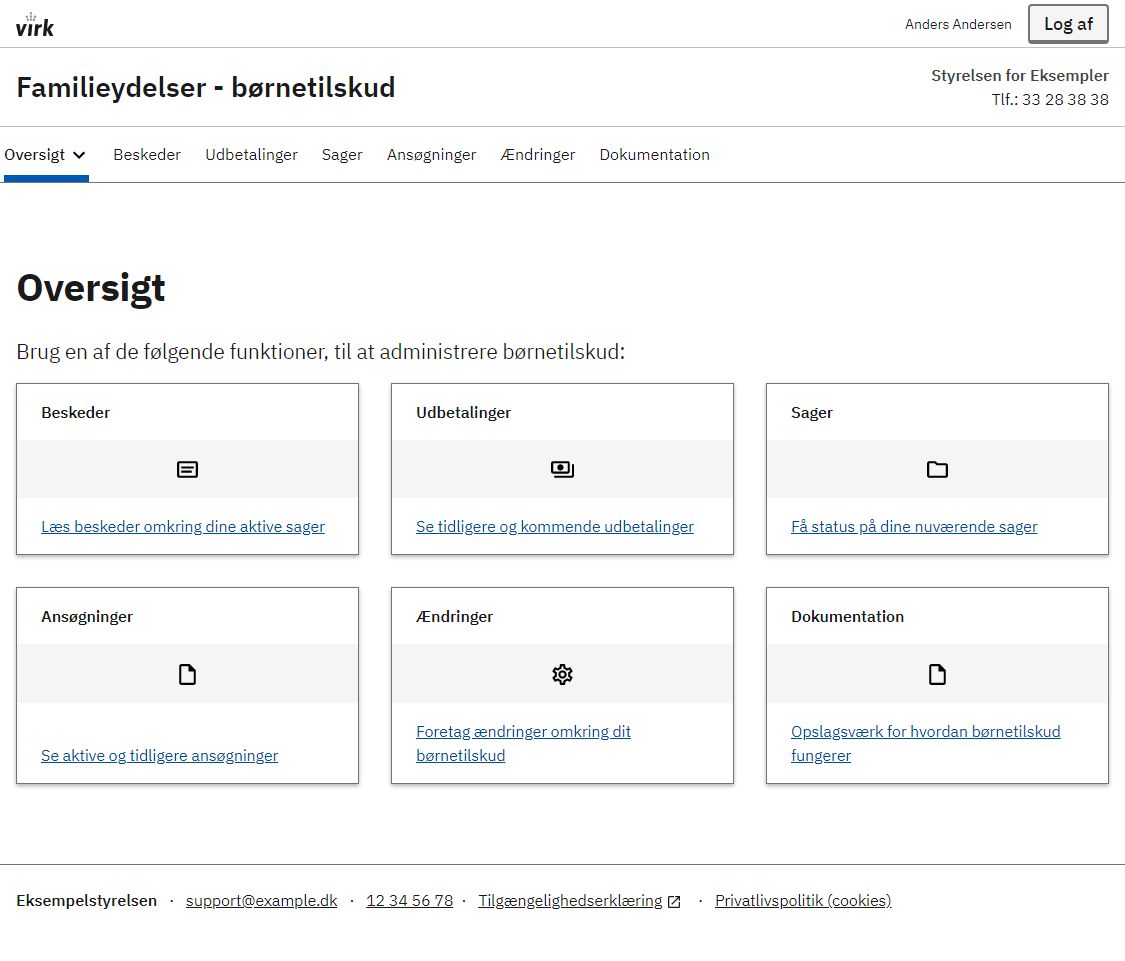 virk
Anders Andersen
Log af
Familieydelser - børnetilskud
Styrelsen for Eksempler
Tlf.: 33 28 38 38
Oversigt Beskeder Udbetalinger Sager Ansøgninger Ændringer Dokumentation
Oversigt
Brug en af de følgende funktioner, til at administrere børnetilskud:
Beskeder
Læs beskeder omkring dine aktive sager
Udbetalinger
Se tidligere og kommende udbetalinger
Sager
Få status på dine nuværende sager
Ansøgninger
Se aktive og tidligere ansøgninger
Ændringer
Foretag ændringer omkring dit
børnetilskud
Dokumentation
Opslagsværk for hvordan børnetilskud
fungerer
Eksempelstyrelsen · support@example.dk · 12 34 56 78 · Tilgængelighedserklæring · Privatlivspolitik (cookies)